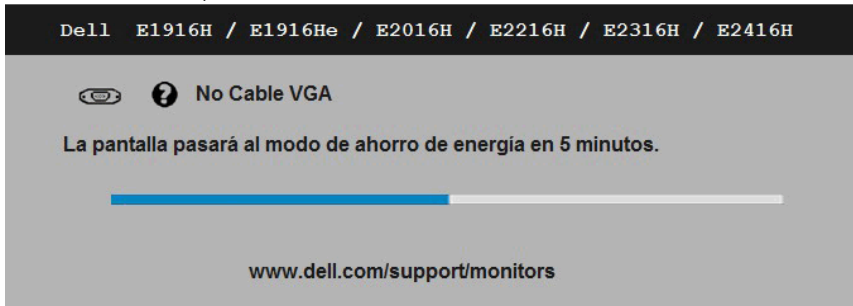 Dell E1916H / E1916He / E2016H / E2216H / E2316H / E2416H
No Cable VGA
La pantalla pasará al modo de ahorro de energía en 5 minutos.
www.dell.com/support/monitors